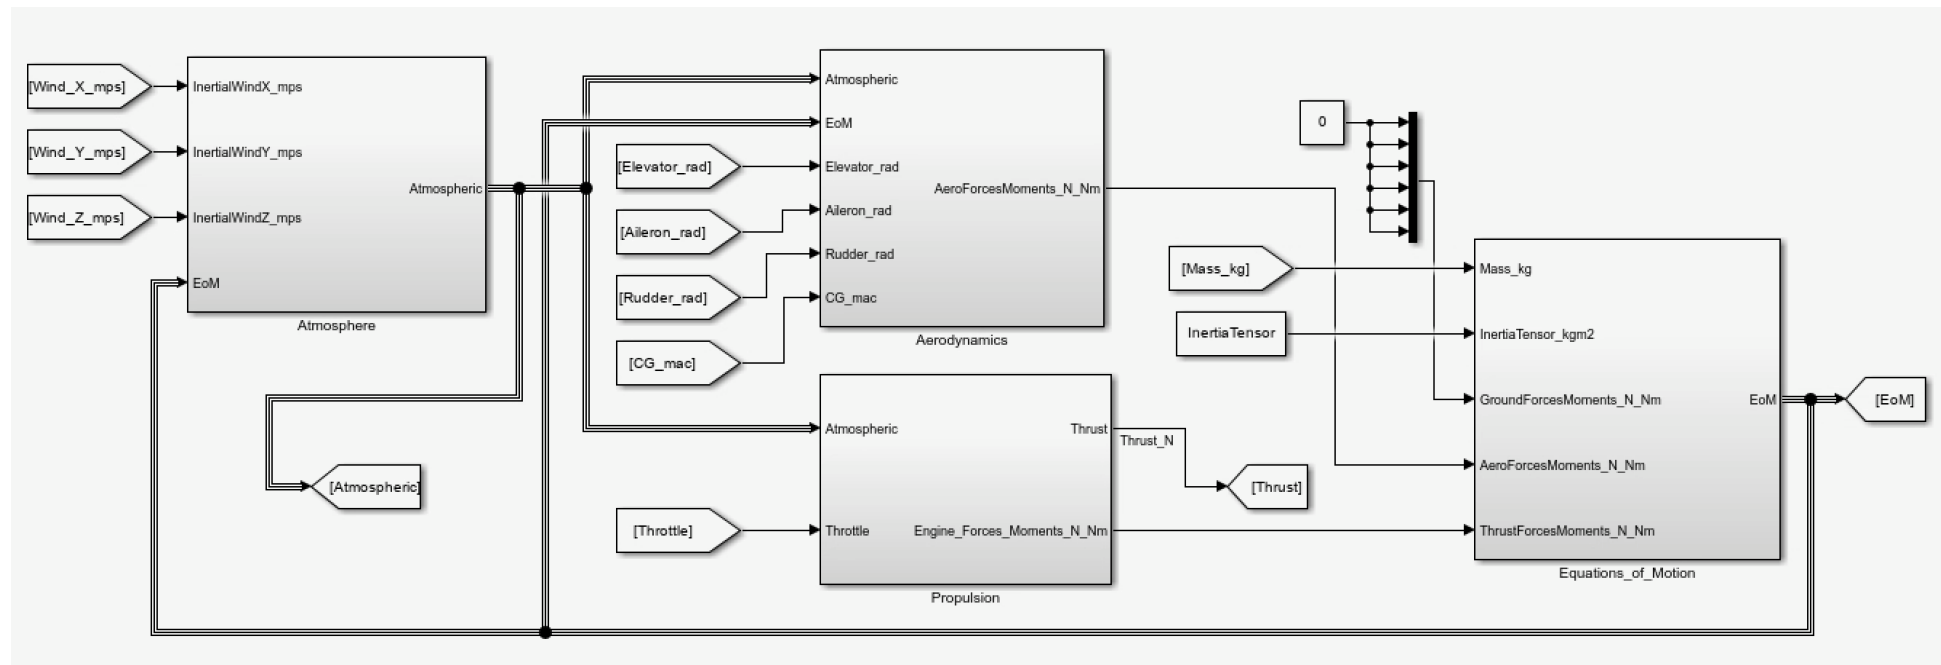 [Wind_X_mps]
[Wind_Y_mps]
[Wind_Z_mps]
InertialWindX_mps
InertialWindY_mps
InertialWindZ_mps
EoM
Atmospheric
Atmosphere
[Atmospheric]
[Elevator_rad]
[Aileron_rad]
[Rudder_rad]
[CG_mac]
Atmospheric
EoM
Elevator_rad
Aileron_rad
Rudder_rad
CG_mac
AeroForcesMoments_N_Nm
Aerodynamics
[Throttle]
Atmospheric
Throttle
Thrust
Engine_Forces_Moments_N_Nm
Propulsion
Thrust_N
[Thrust]
0
[Mass_kg]
InertiaTensor
Mass_kg
InertiaTensor_kgm2
GroundForcesMoments_N_Nm
AeroForcesMoments_N_Nm
ThrustForcesMoments_N_Nm
EoM
Equations_of_Motion
[EoM]